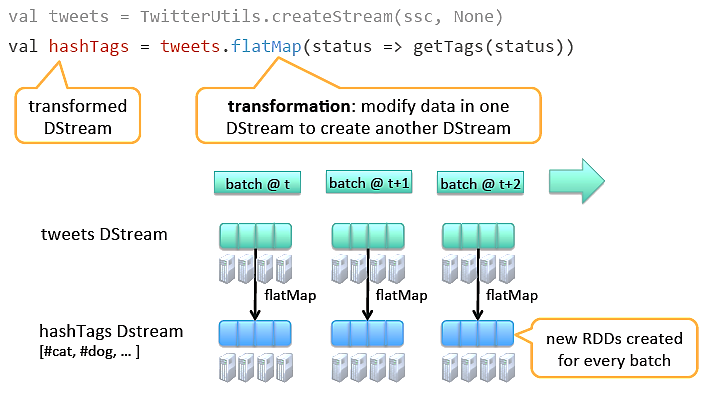 val tweets = TwitterUtils.createStream(ssc, None)
val hashTags = tweets.flatMap(status => getTags(status))
transformed
DStream
transformation: modify data in one
DStream to create another DStream
batch @ t
batch @ t+1
batch @ t+2
tweets DStream
flatMap
flatMap
flatMap
hashTags Dstream
[#cat, #dog, … ]
new RDDs created
for every batch